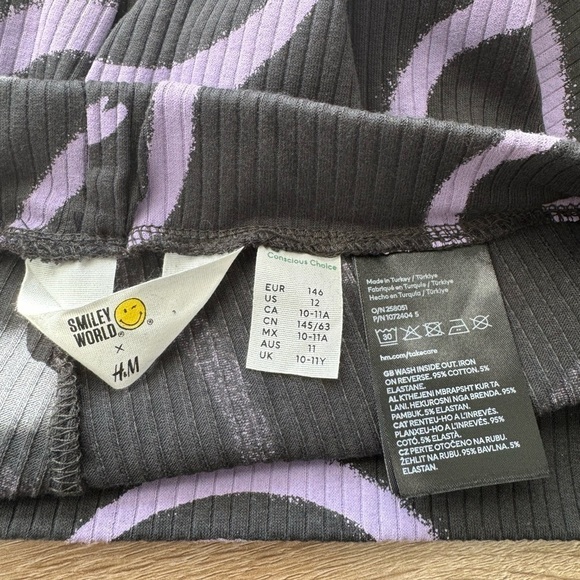 SMILEY
WORLD®
×
H&M
Conscious Choice
EUR 146
US 12
CA 10-11A
CN 145/63
MX 10-11A
AUS 11
UK 10-11Y
Made in Turkey / Türkiye
Fabriqué en Turquie / Türkiye
Hecho en Turquía / Türkiye
O/N 258051
P/N 1072404 5
30
hm.com/takecare
GB WASH INSIDE OUT. IRON
ON REVERSE. 95% COTTON. 5%
ELASTANE.
AL KTHEJENI MBRAPSHT KUR TA
LANI. HEKUROSNI NGA BRENDA. 95%
PAMBUK. 5% ELASTEN.
CAT RENTEU-HO A L'INREVÉS.
PLANXEU-HO A L'INREVÉS. 95%
COTÓ. 5% ELASTÀ.
CZ PERTE OTOČENO NA RUBU.
ŽEHLIT NA RUBU. 95% BAVLNA. 5%
ELASTAN.